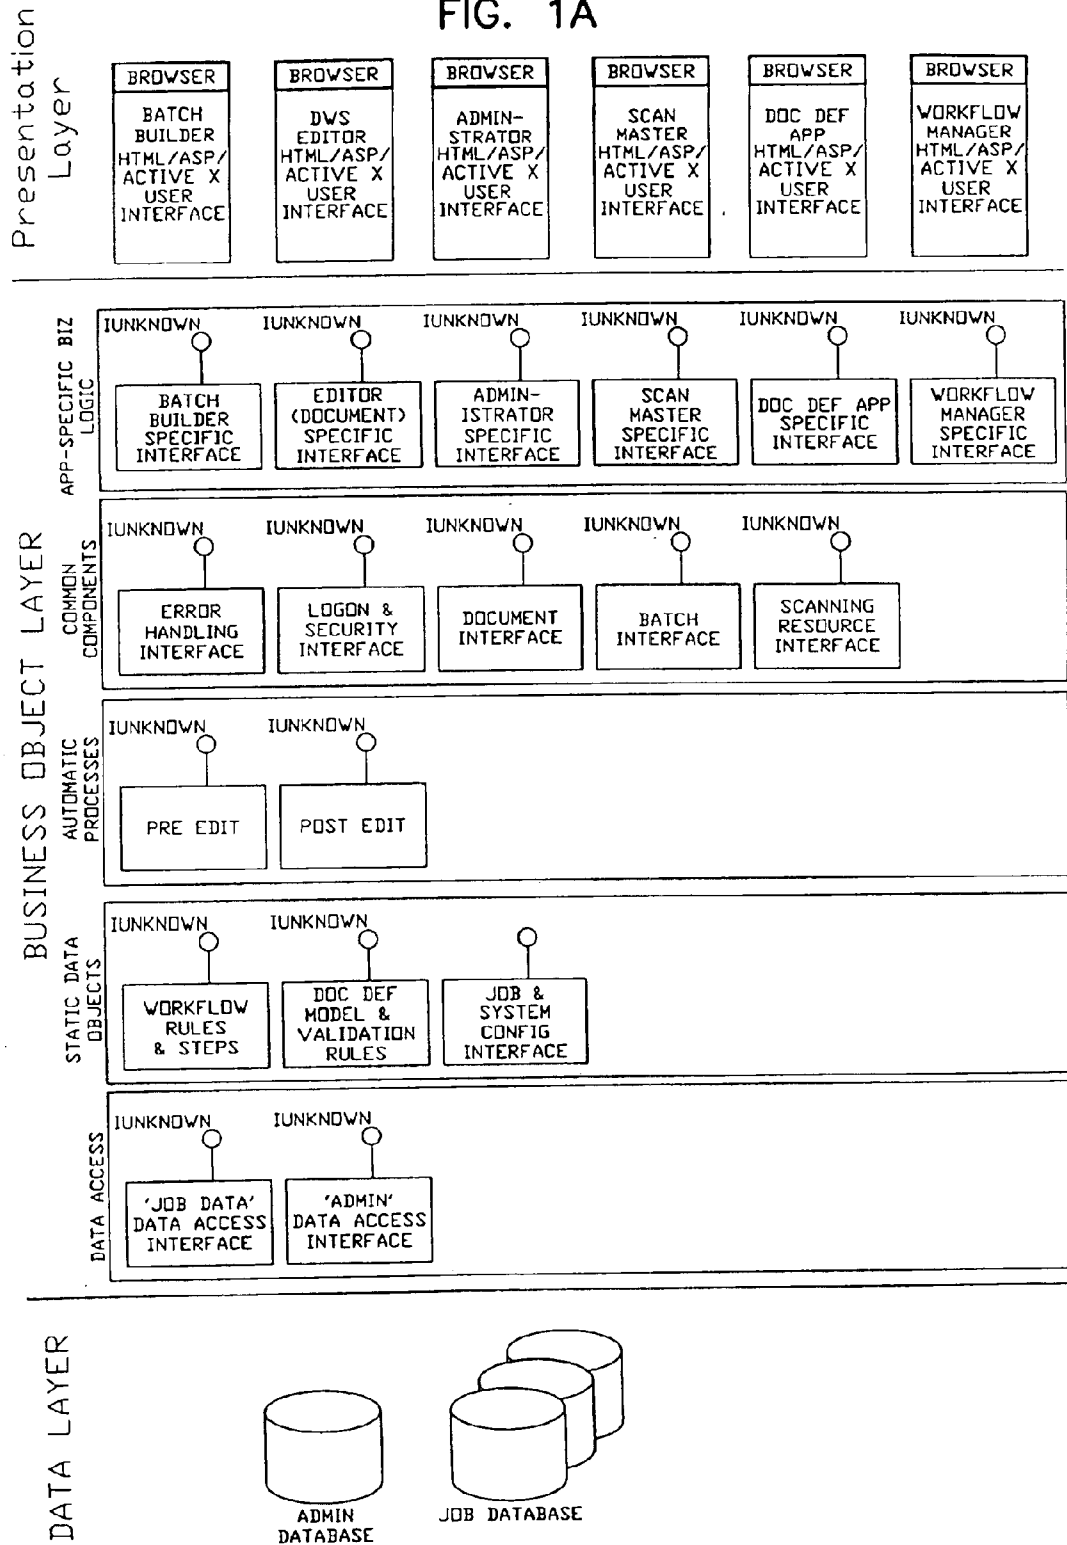 FIG. 1A
Presentation
Layer
BROWSER
BATCH
BUILDER
HTML/ASP/
ACTIVE X
USER
INTERFACE
BROWSER
DWS
EDITOR
HTML/ASP/
ACTIVE X
USER
INTERFACE
BROWSER
ADMIN-
STRATOR
HTML/ASP/
ACTIVE X
USER
INTERFACE
BROWSER
SCAN
MASTER
HTML/ASP/
ACTIVE X
USER
INTERFACE
BROWSER
DOC DEF
APP
HTML/ASP/
ACTIVE X
USER
INTERFACE
BROWSER
WORKFLOW
MANAGER
HTML/ASP/
ACTIVE X
USER
INTERFACE
BUSINESS OBJECT LAYER
APP-SPECIFIC BIZ
LOGIC
IUNKNOWN
BATCH
BUILDER
SPECIFIC
INTERFACE
IUNKNOWN
EDITOR
(DOCUMENT)
SPECIFIC
INTERFACE
IUNKNOWN
ADMIN-
ISTRATOR
SPECIFIC
INTERFACE
IUNKNOWN
SCAN
MASTER
SPECIFIC
INTERFACE
IUNKNOWN
DOC DEF APP
SPECIFIC
INTERFACE
IUNKNOWN
WORKFLOW
MANAGER
SPECIFIC
INTERFACE
COMMON
COMPONENTS
IUNKNOWN
ERROR
HANDLING
INTERFACE
IUNKNOWN
LOGON &
SECURITY
INTERFACE
IUNKNOWN
DOCUMENT
INTERFACE
IUNKNOWN
BATCH
INTERFACE
IUNKNOWN
SCANNING
RESOURCE
INTERFACE
AUTOMATIC
PROCESSES
IUNKNOWN
PRE EDIT
IUNKNOWN
POST EDIT
STATIC DATA
OBJECTS
IUNKNOWN
WORKFLOW
RULES
& STEPS
IUNKNOWN
DOC DEF
MODEL &
VALIDATION
RULES
JOB &
SYSTEM
CONFIG
INTERFACE
DATA ACCESS
IUNKNOWN
'JOB DATA'
DATA ACCESS
INTERFACE
IUNKNOWN
'ADMIN'
DATA ACCESS
INTERFACE
DATA LAYER
ADMIN
DATABASE
JOB DATABASE